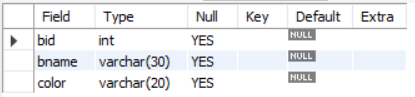 Field Type Null Key Default Extra
bid int YES NULL
bname varchar(30) YES NULL
color varchar(20) YES NULL